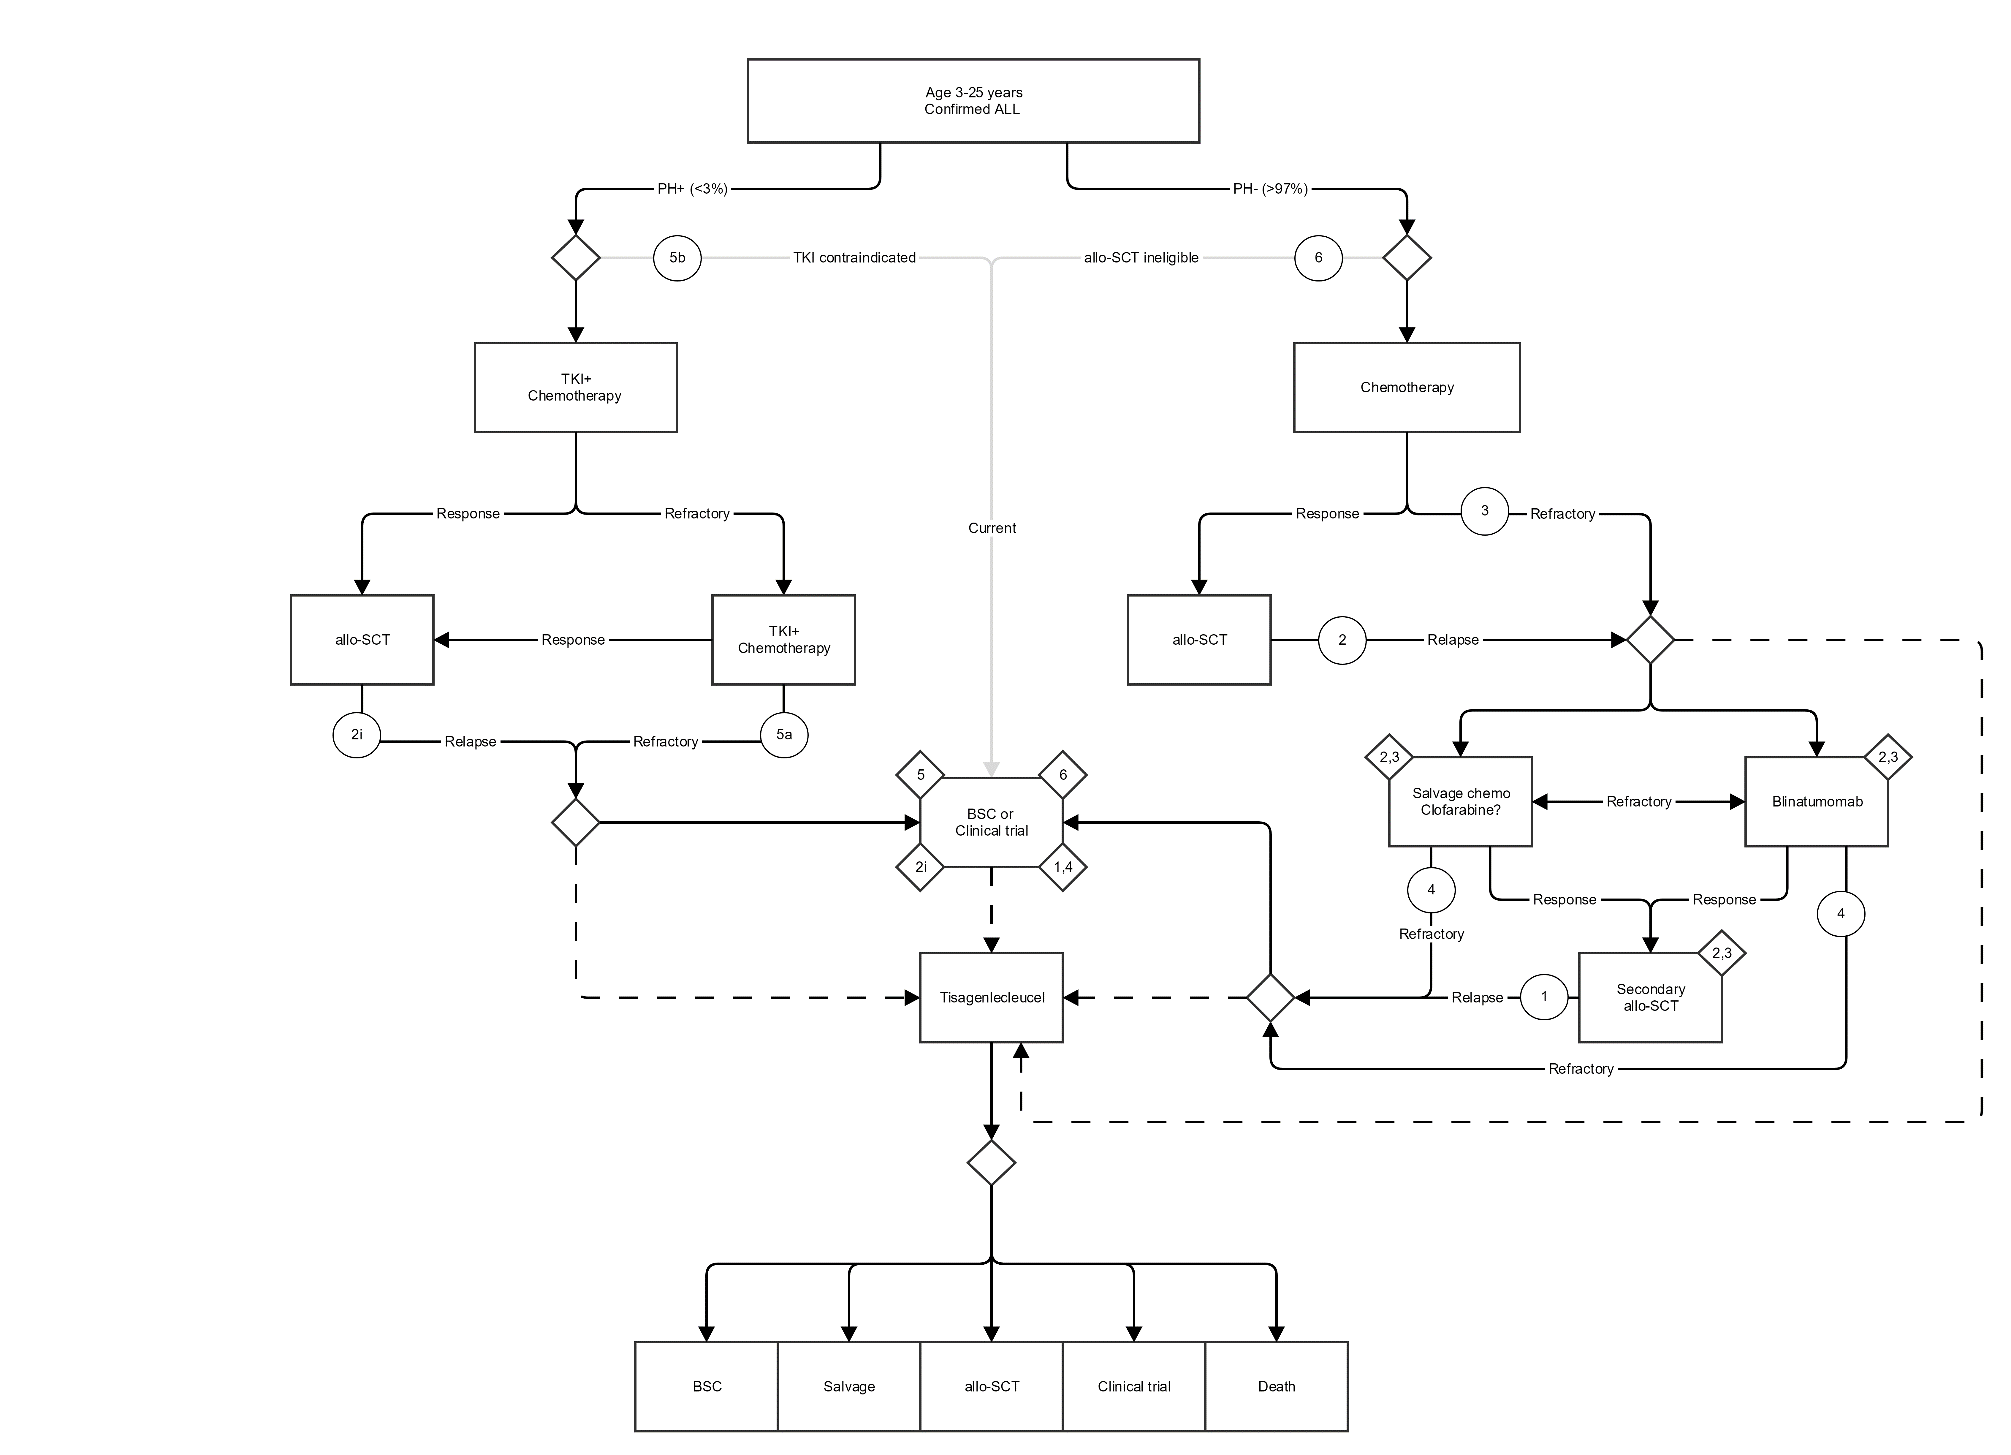 Age 3-25 years
Confirmed ALL
PH+ (<3%)
PH- (>97%)
5b
TKI contraindicated
allo-SCT ineligible
6
TKI+
Chemotherapy
Chemotherapy
Response
Refractory
Current
Response
3
Refractory
allo-SCT
Response
TKI+
Chemotherapy
allo-SCT
2
Relapse
2i
Relapse
Refractory
5a
5
6
BSC or
Clinical trial
2i
1,4
2,3
Salvage chemo
Clofarabine?
Refractory
2,3
Blinatumomab
4
Refractory
Response
Response
4
2,3
Secondary
allo-SCT
1
Relapse
Tisagenlecleucel
Refractory
BSC
Salvage
allo-SCT
Clinical trial
Death